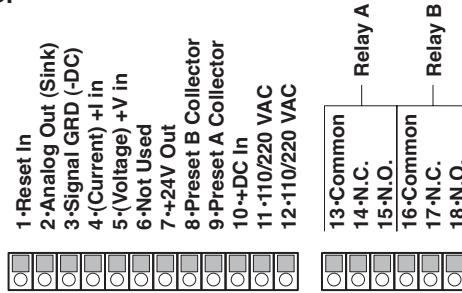 1•Reset In
2•Analog Out (Sink)
3•Signal GRD (-DC)
4•(Current) +I in
5•(Voltage) +V in
6•Not Used
7•+24V Out
8•Preset B Collector
9•Preset A Collector
10•+DC In
11•110/220 VAC
12•110/220 VAC
13•Common
14•N.C.
15•N.O.
Relay A
16•Common
17•N.C.
18•N.O.
Relay B